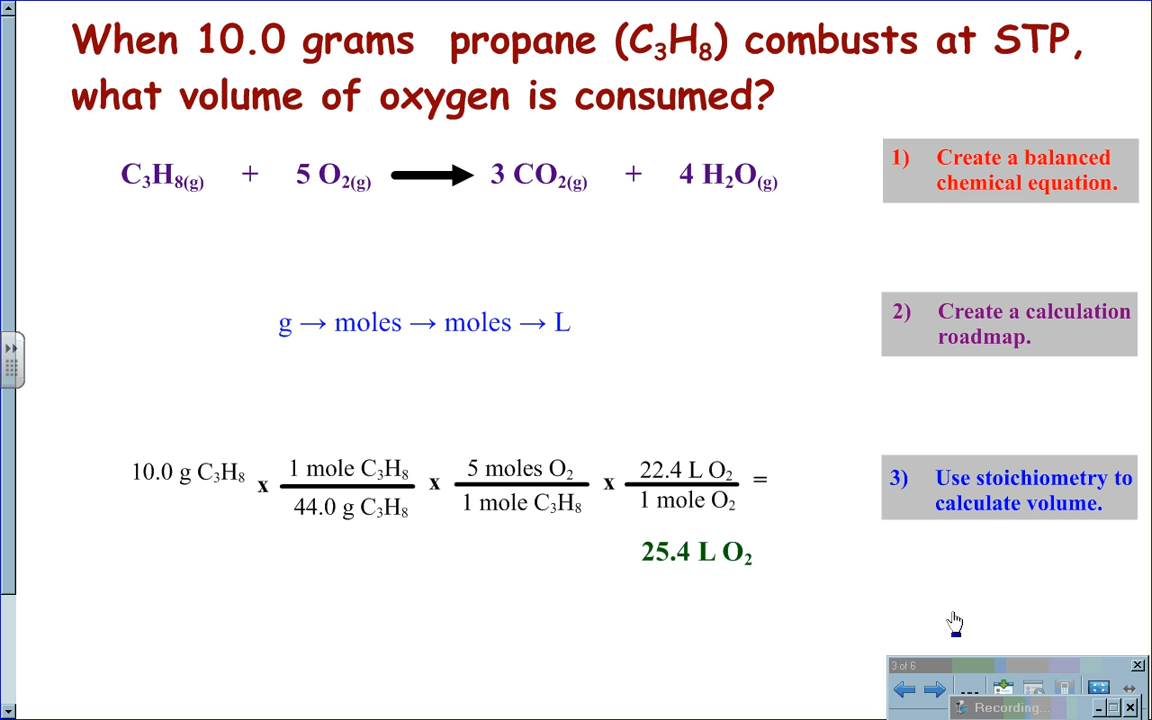 When 10.0 grams propane (C₃H₈) combusts at STP,
what volume of oxygen is consumed?
C₃H₈(g) + 5 O₂(g) → 3 CO₂(g) + 4 H₂O(g)
1) Create a balanced
chemical equation.
g → moles → moles → L
2) Create a calculation
roadmap.
10.0 g C₃H₈ x 1 mole C₃H₈ x 5 moles O₂ x 22.4 L O₂ =
44.0 g C₃H₈ 1 mole C₃H₈ 1 mole O₂
25.4 L O₂
3) Use stoichiometry to
calculate volume.
3 of 6
Recording...